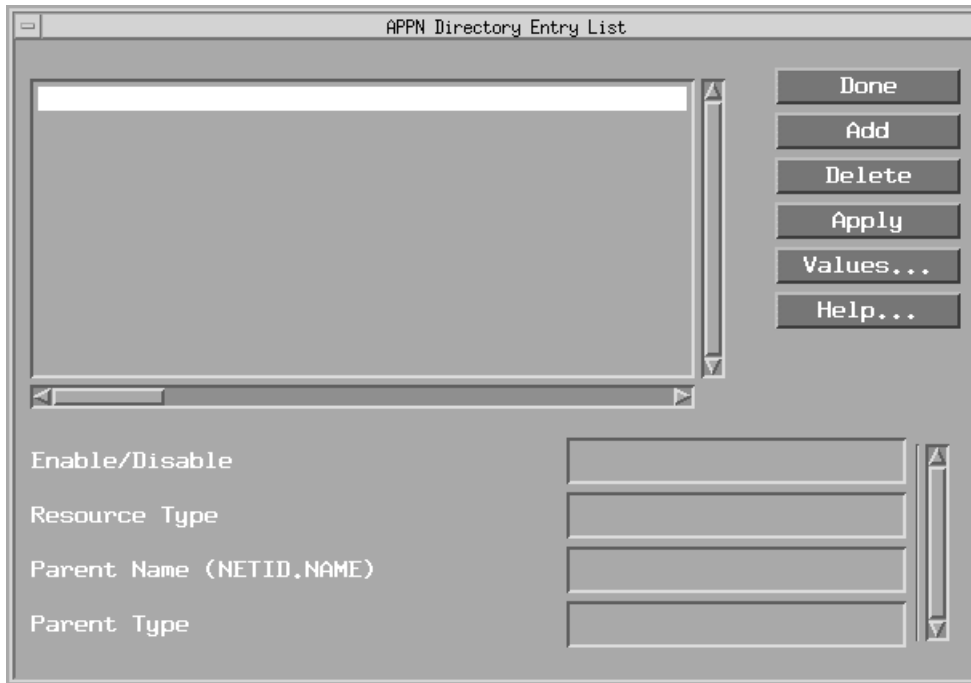 APPN Directory Entry List
Done
Add
Delete
Apply
Values...
Help...
Enable/Disable
Resource Type
Parent Name (NETID.NAME)
Parent Type